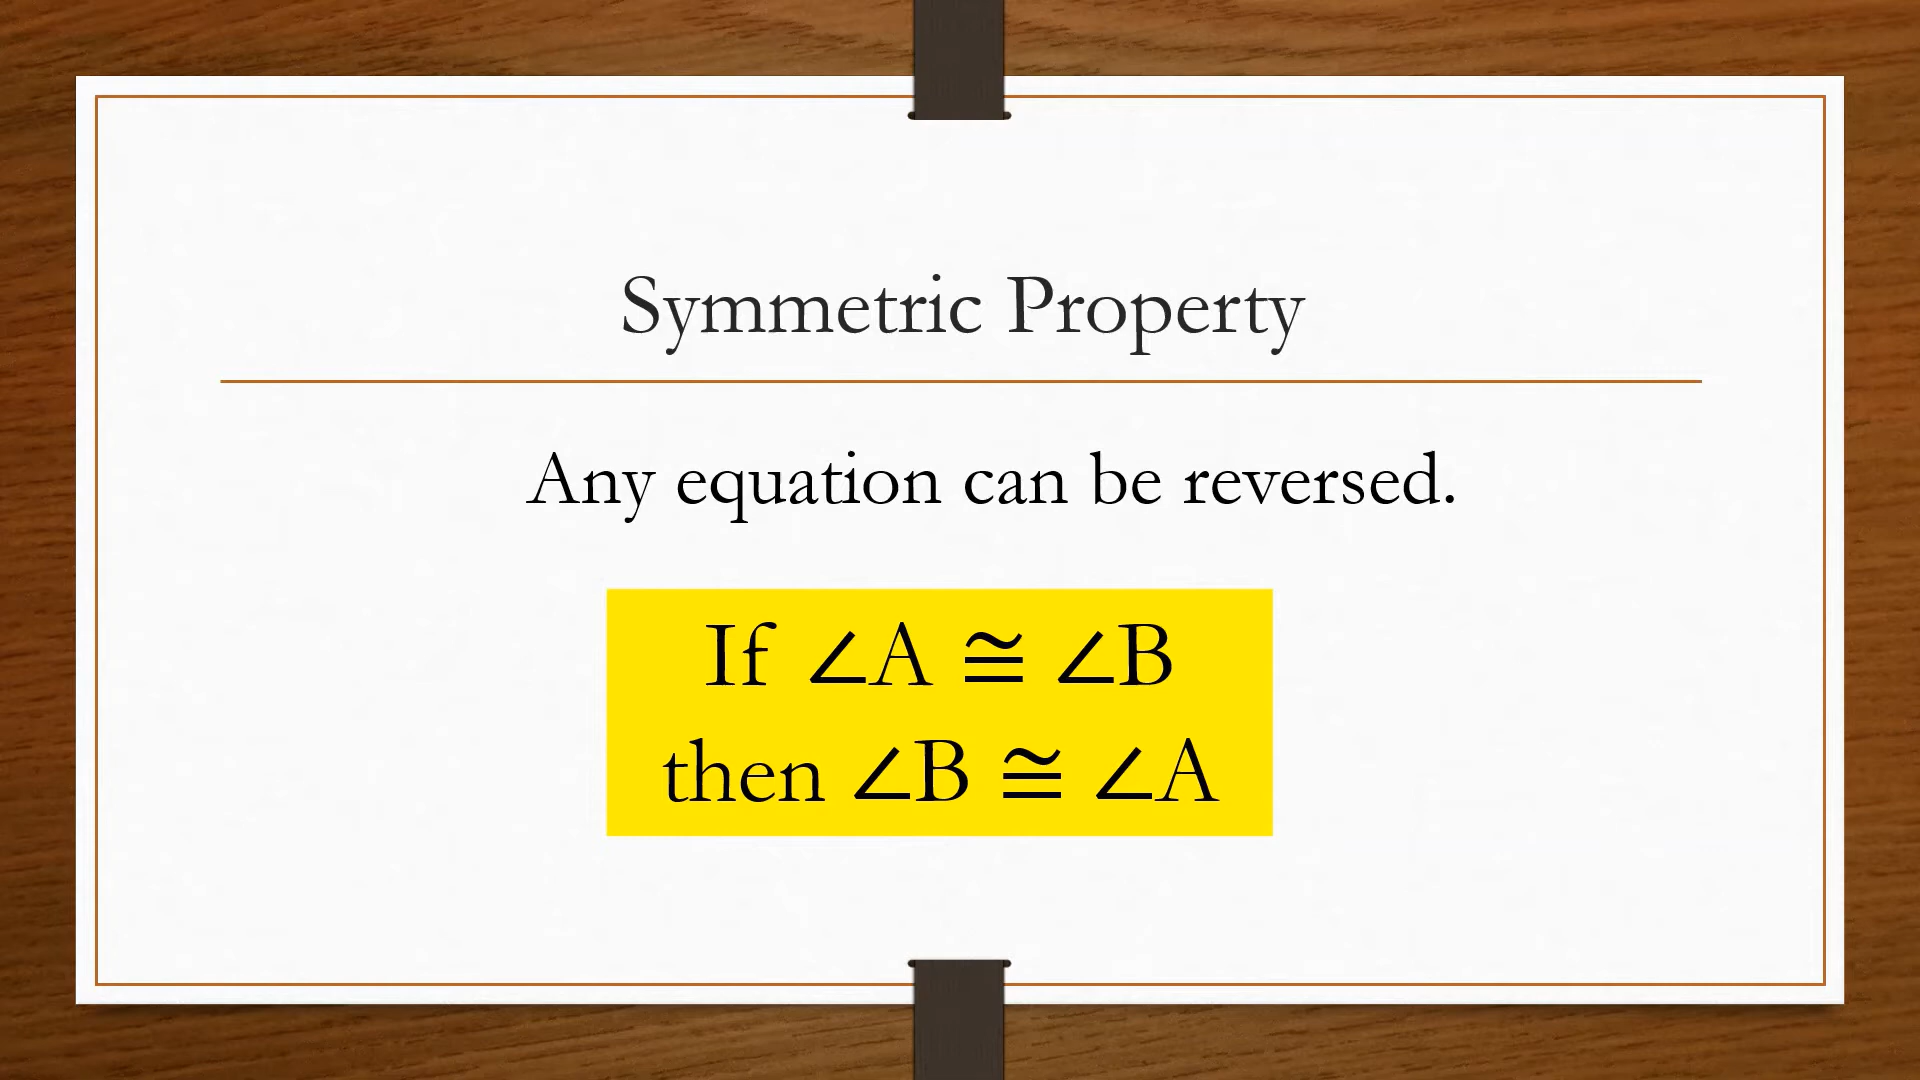 Symmetric Property
Any equation can be reversed.
If ∠A ≅ ∠B
then ∠B ≅ ∠A